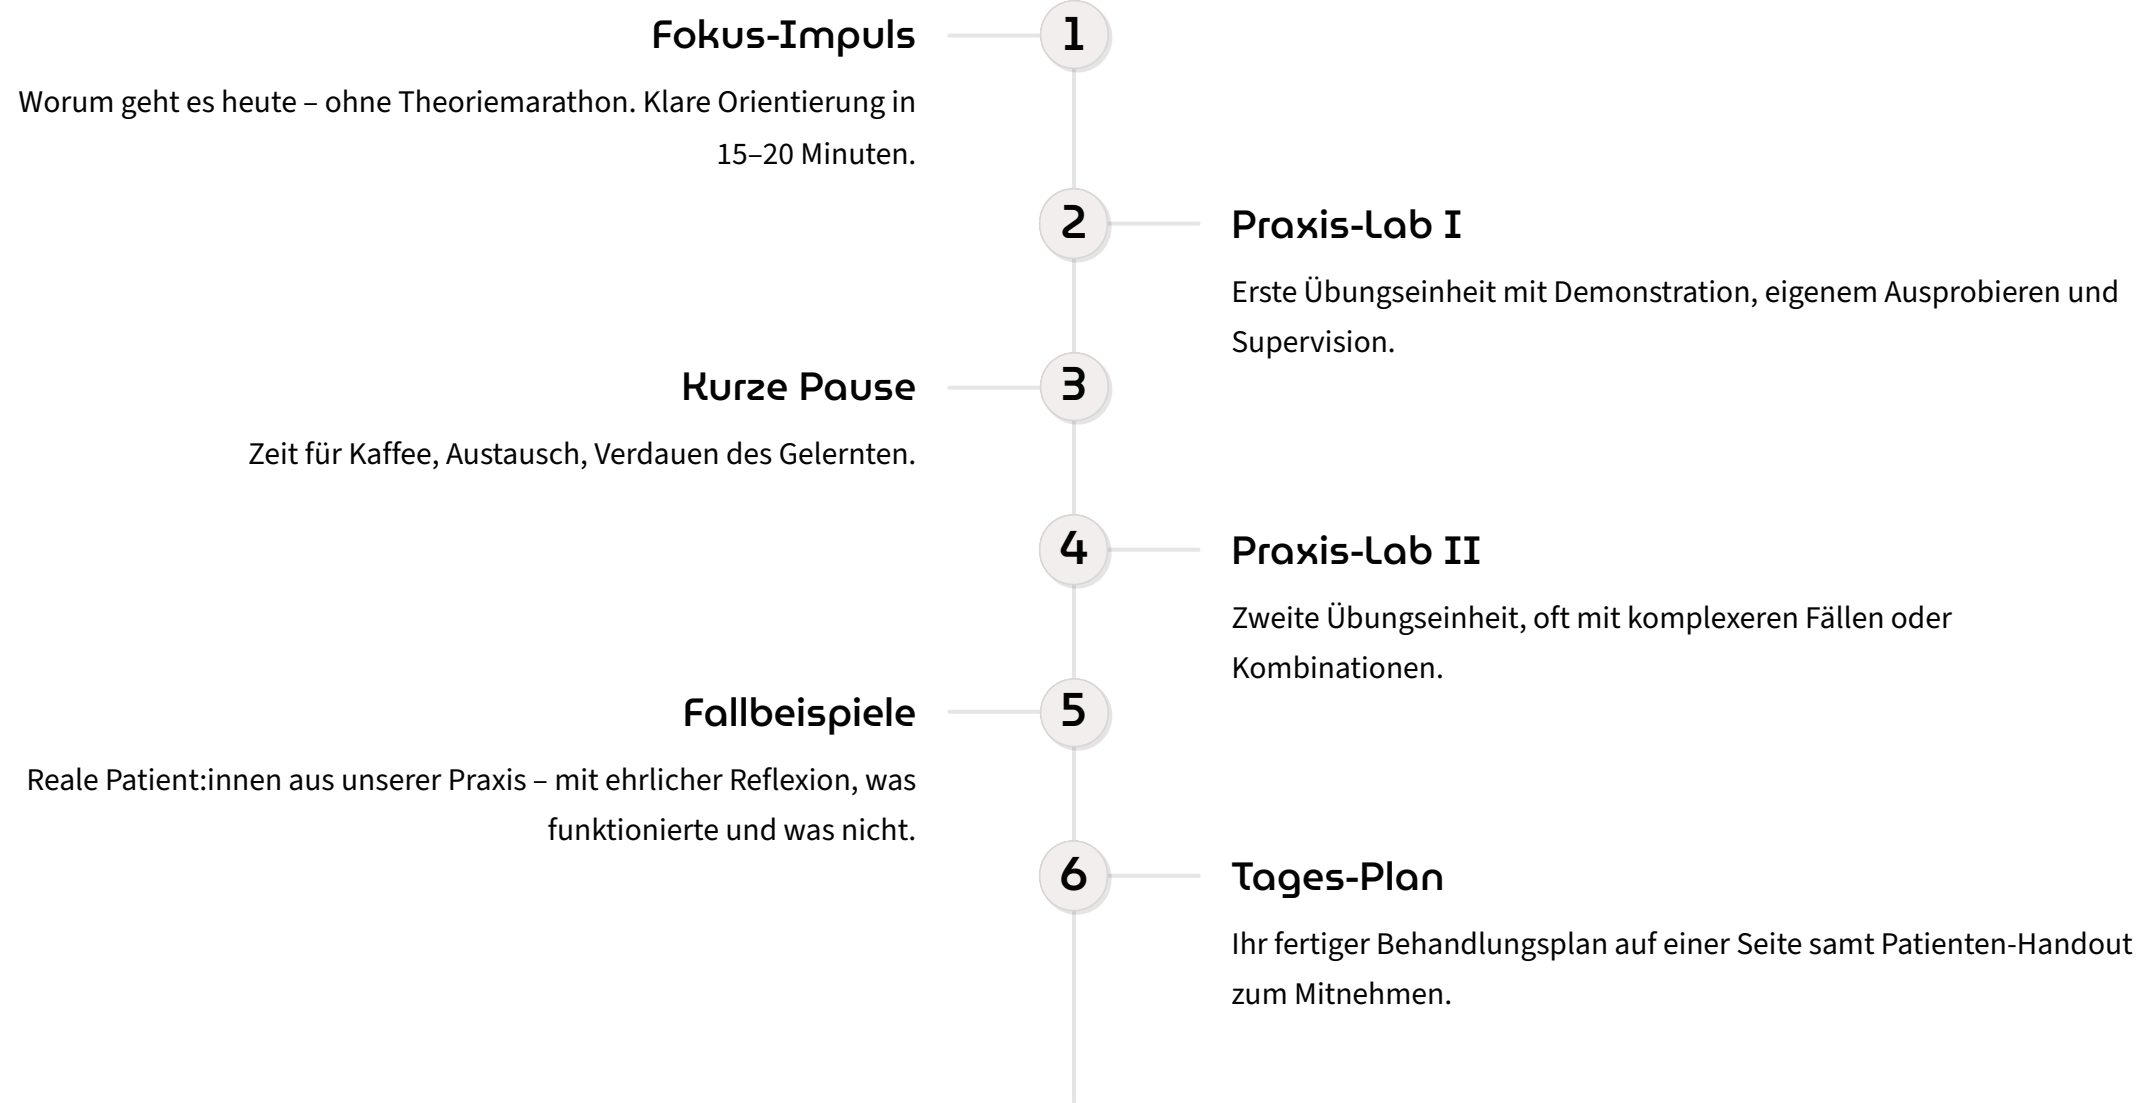 Fokus-Impuls
1
Worum geht es heute – ohne Theoriemarathon. Klare Orientierung in
15–20 Minuten.
2
Praxis-Lab I
Erste Übungseinheit mit Demonstration, eigenem Ausprobieren und
Supervision.
Kurze Pause
3
Zeit für Kaffee, Austausch, Verdauen des Gelernten.
4
Praxis-Lab II
Zweite Übungseinheit, oft mit komplexeren Fällen oder
Kombinationen.
Fallbeispiele
5
Reale Patient:innen aus unserer Praxis – mit ehrlicher Reflexion, was
funktionierte und was nicht.
6
Tages-Plan
Ihr fertiger Behandlungsplan auf einer Seite samt Patienten-Handout
zum Mitnehmen.